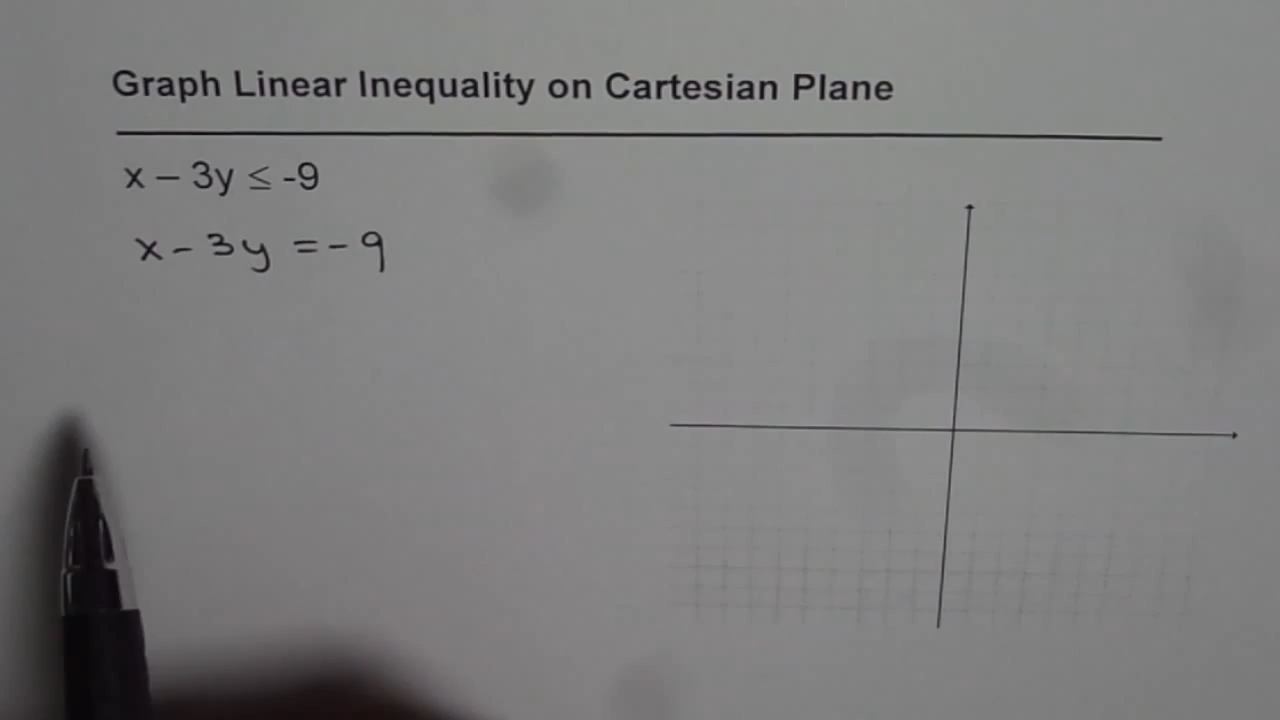 Graph Linear Inequality on Cartesian Plane
x – 3y ≤ -9
x - 3y = - 9